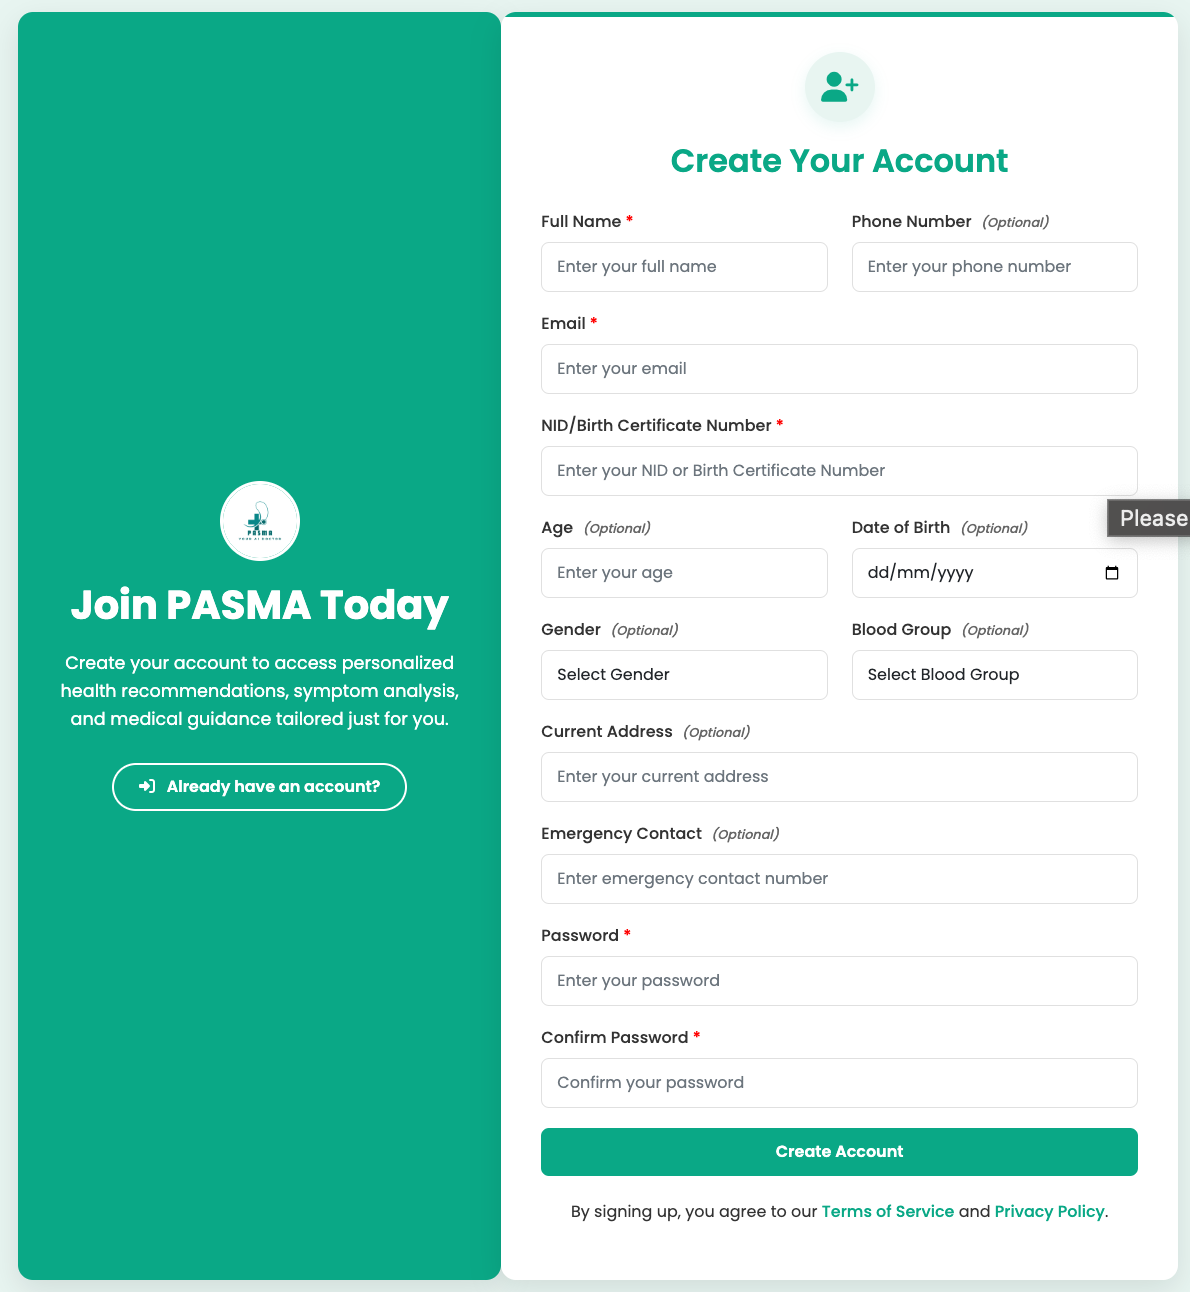 PASMA
YOUR AI DOCTOR
Join PASMA Today
Create your account to access personalized
health recommendations, symptom analysis,
and medical guidance tailored just for you.
Already have an account?
Create Your Account
Full Name *
Phone Number (Optional)
Enter your full name
Enter your phone number
Email *
Enter your email
NID/Birth Certificate Number *
Enter your NID or Birth Certificate Number
Please
Age (Optional)
Date of Birth (Optional)
Enter your age
dd/mm/yyyy
Gender (Optional)
Blood Group (Optional)
Select Gender
Select Blood Group
Current Address (Optional)
Enter your current address
Emergency Contact (Optional)
Enter emergency contact number
Password *
Enter your password
Confirm Password *
Confirm your password
Create Account
By signing up, you agree to our Terms of Service and Privacy Policy.